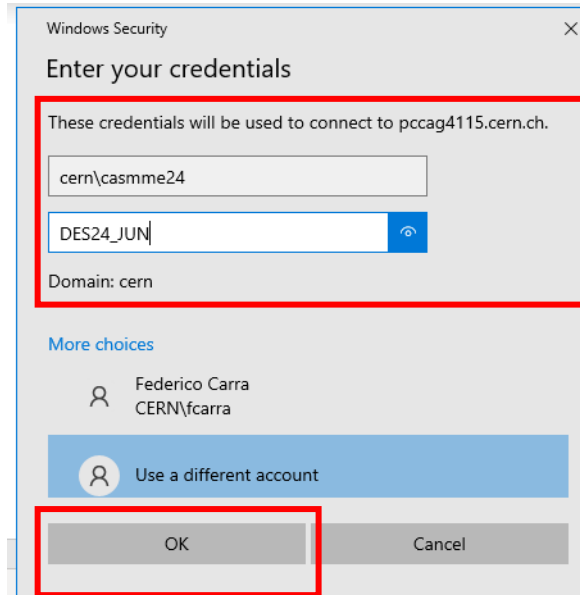 Windows Security
Enter your credentials
These credentials will be used to connect to pccag4115.cern.ch.
cern\casmme24
DES24_JUN
Domain: cern
More choices
Federico Carra
CERN\fcarra
Use a different account
OK
Cancel